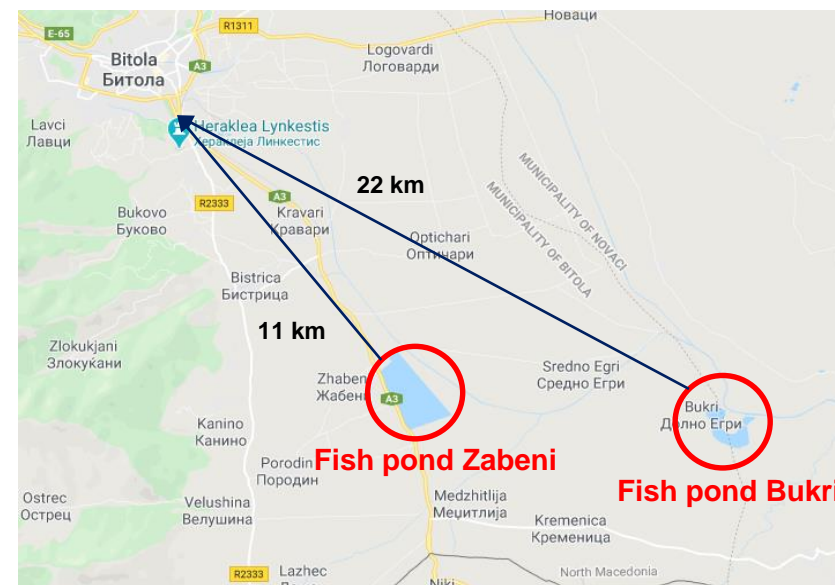 Новаци
E-65
R1311
Bitola
Битола
A3
Logovardi
Логоварди
Lavci
Лавци
Heraklea Lynkestis
Хераклеја Линкестис
22 km
MUNICIPALITY OF NOVACI
MUNICIPALITY OF BITOLA
R2333
A3
Bukovo
Буково
Kravari
Кравари
Optichari
Оптичари
Bistrica
Бистрица
11 km
Zlokukjani
Злокуќани
Zhabeni
Жабени
A3
Sredno Egri
Средно Егри
Bukri
Долно Егри
Kanino
Канино
Fish pond Zabeni
Porodin
Породин
Fish pond Bukri
Ostrec
Острец
Velushina
Велушина
Medzhitlija
Меџитлија
Kremenica
Кременица
R2333
Lazhec
North Macedonia
Niki